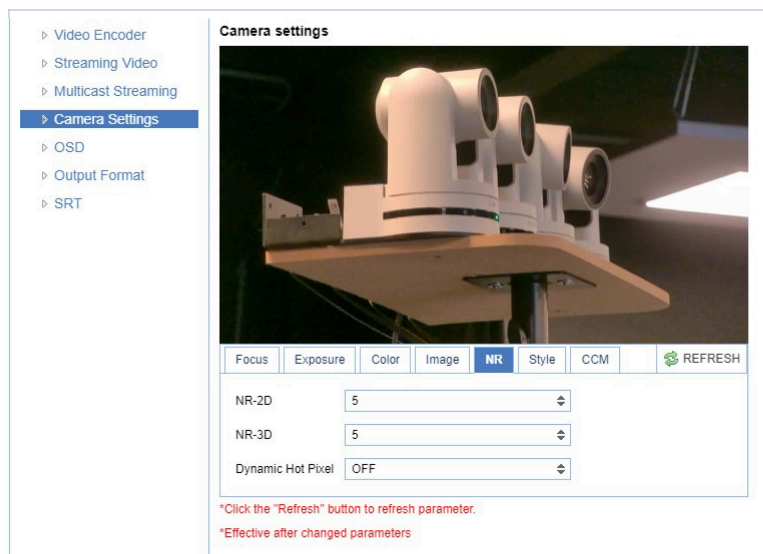 Video Encoder
Streaming Video
Multicast Streaming
Camera Settings
OSD
Output Format
SRT
Camera settings
Focus Exposure Color Image NR Style CCM REFRESH
NR-2D 5
NR-3D 5
Dynamic Hot Pixel OFF
*Click the "Refresh" button to refresh parameter.
*Effective after changed parameters